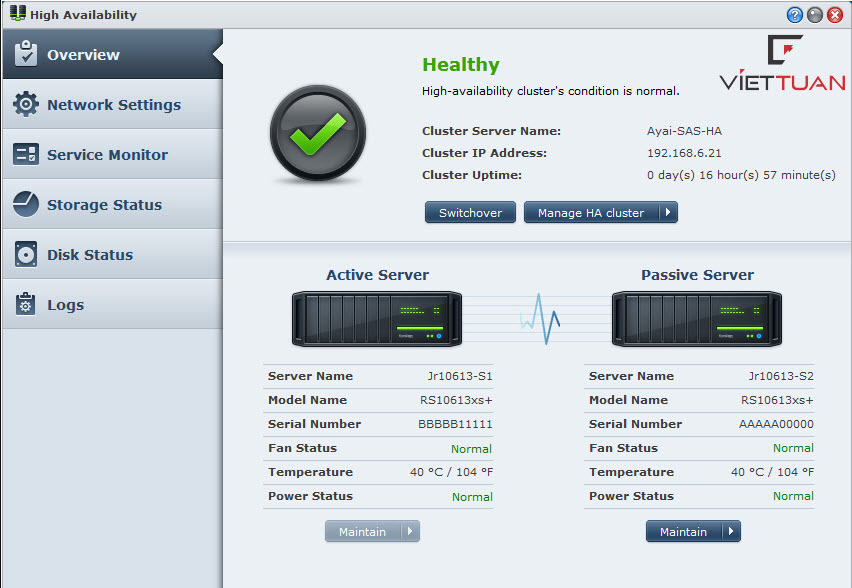 High Availability
Overview
Network Settings
Service Monitor
Storage Status
Disk Status
Logs
VIETTUAN
Healthy
High-availability cluster's condition is normal.
Cluster Server Name: Ayai-SAS-HA
Cluster IP Address: 192.168.6.21
Cluster Uptime: 0 day(s) 16 hour(s) 57 minute(s)
Switchover Manage HA cluster
Active Server Passive Server
Server Name Jr10613-S1 Server Name Jr10613-S2
Model Name RS10613xs+ Model Name RS10613xs+
Serial Number BBBBB11111 Serial Number AAAAA00000
Fan Status Normal Fan Status Normal
Temperature 40 °C / 104 °F Temperature 40 °C / 104 °F
Power Status Normal Power Status Normal
Maintain Maintain